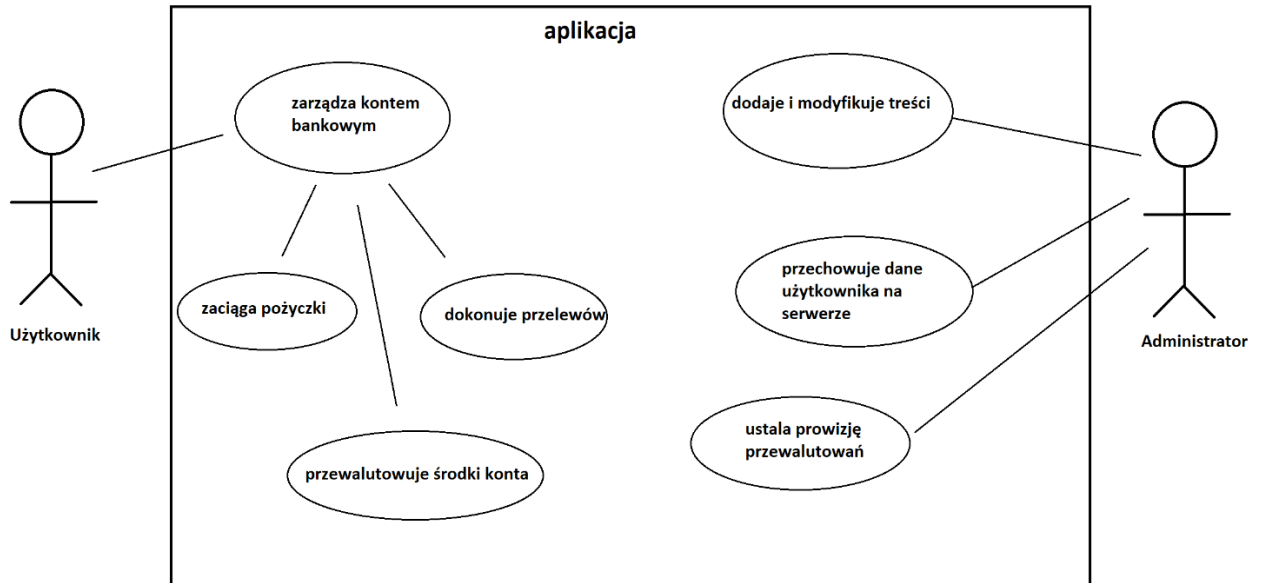 aplikacja
zarządza kontem
bankowym
dodaje i modyfikuje treści
zaciąga pożyczki
dokonuje przelewów
przechowuje dane
użytkownika na
serwerze
Użytkownik
Administrator
ustala prowizję
przewalutowań
przewalutowuje środki konta